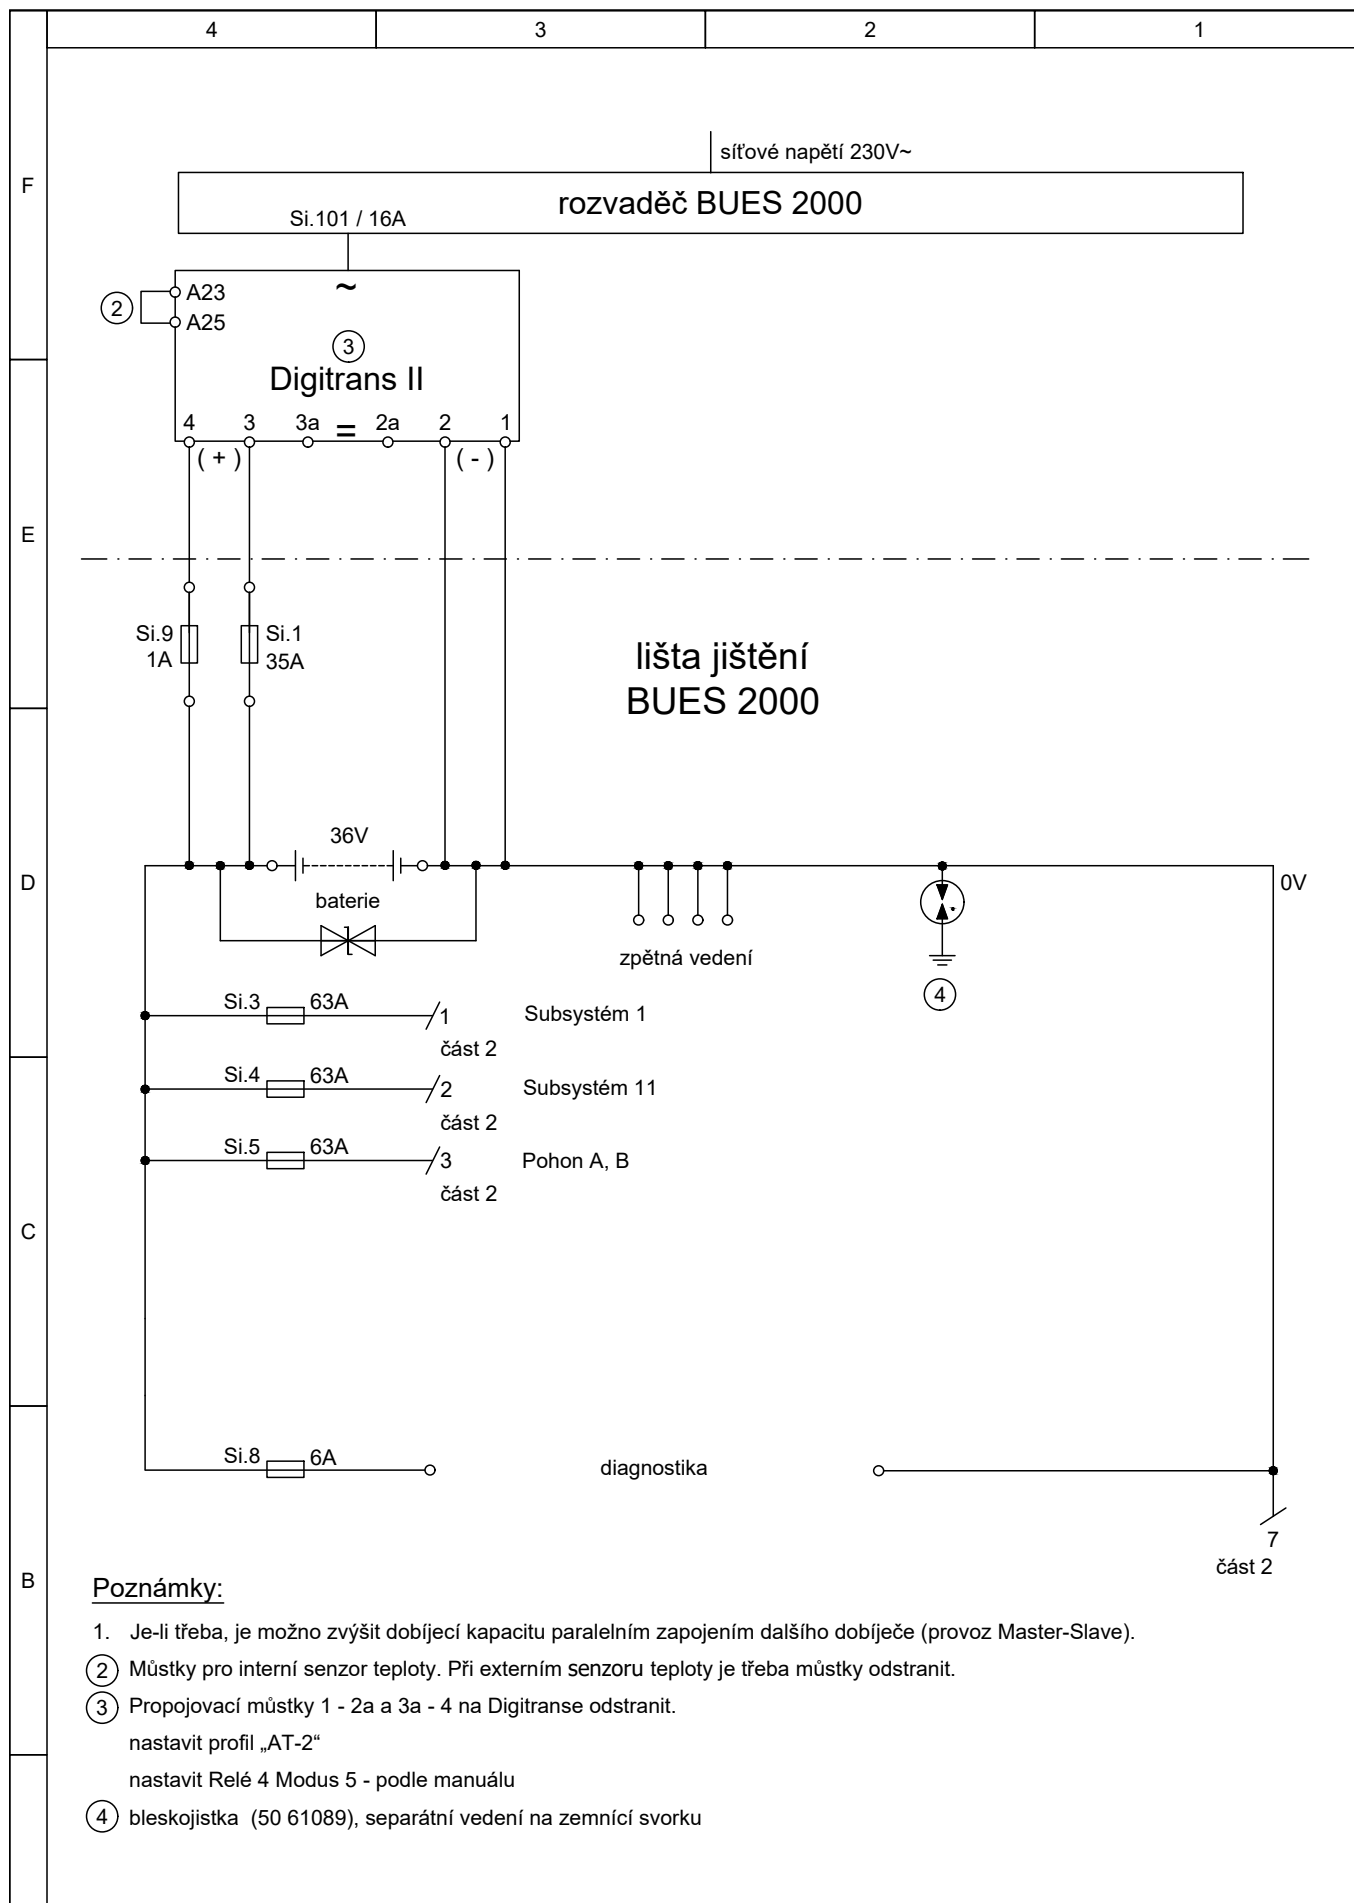 4 3 2 1
síťové napětí 230V~
F
rozvaděč BUES 2000
Si.101 / 16A
~
A23
2
A25
3
Digitrans II
4 3 3a = 2a 2 1
( + ) ( - )
E
Si.9 Si.1
1A 35A
lišta jištění
BUES 2000
36V
D
0V
baterie
zpětná vedení
4
Si.3 63A 1 Subsystém 1
část 2
Si.4 63A 2 Subsystém 11
část 2
Si.5 63A 3 Pohon A, B
část 2
C
Si.8 6A diagnostika
7
část 2
B
Poznámky:
1. Je-li třeba, je možno zvýšit dobíjecí kapacitu paralelním zapojením dalšího dobíječe (provoz Master-Slave).
2 Můstky pro interní senzor teploty. Při externím senzoru teploty je třeba můstky odstranit.
3 Propojovací můstky 1 - 2a a 3a - 4 na Digitranse odstranit.
nastavit profil „AT-2“
nastavit Relé 4 Modus 5 - podle manuálu
4 bleskojistka (50 61089), separátní vedení na zemnící svorku